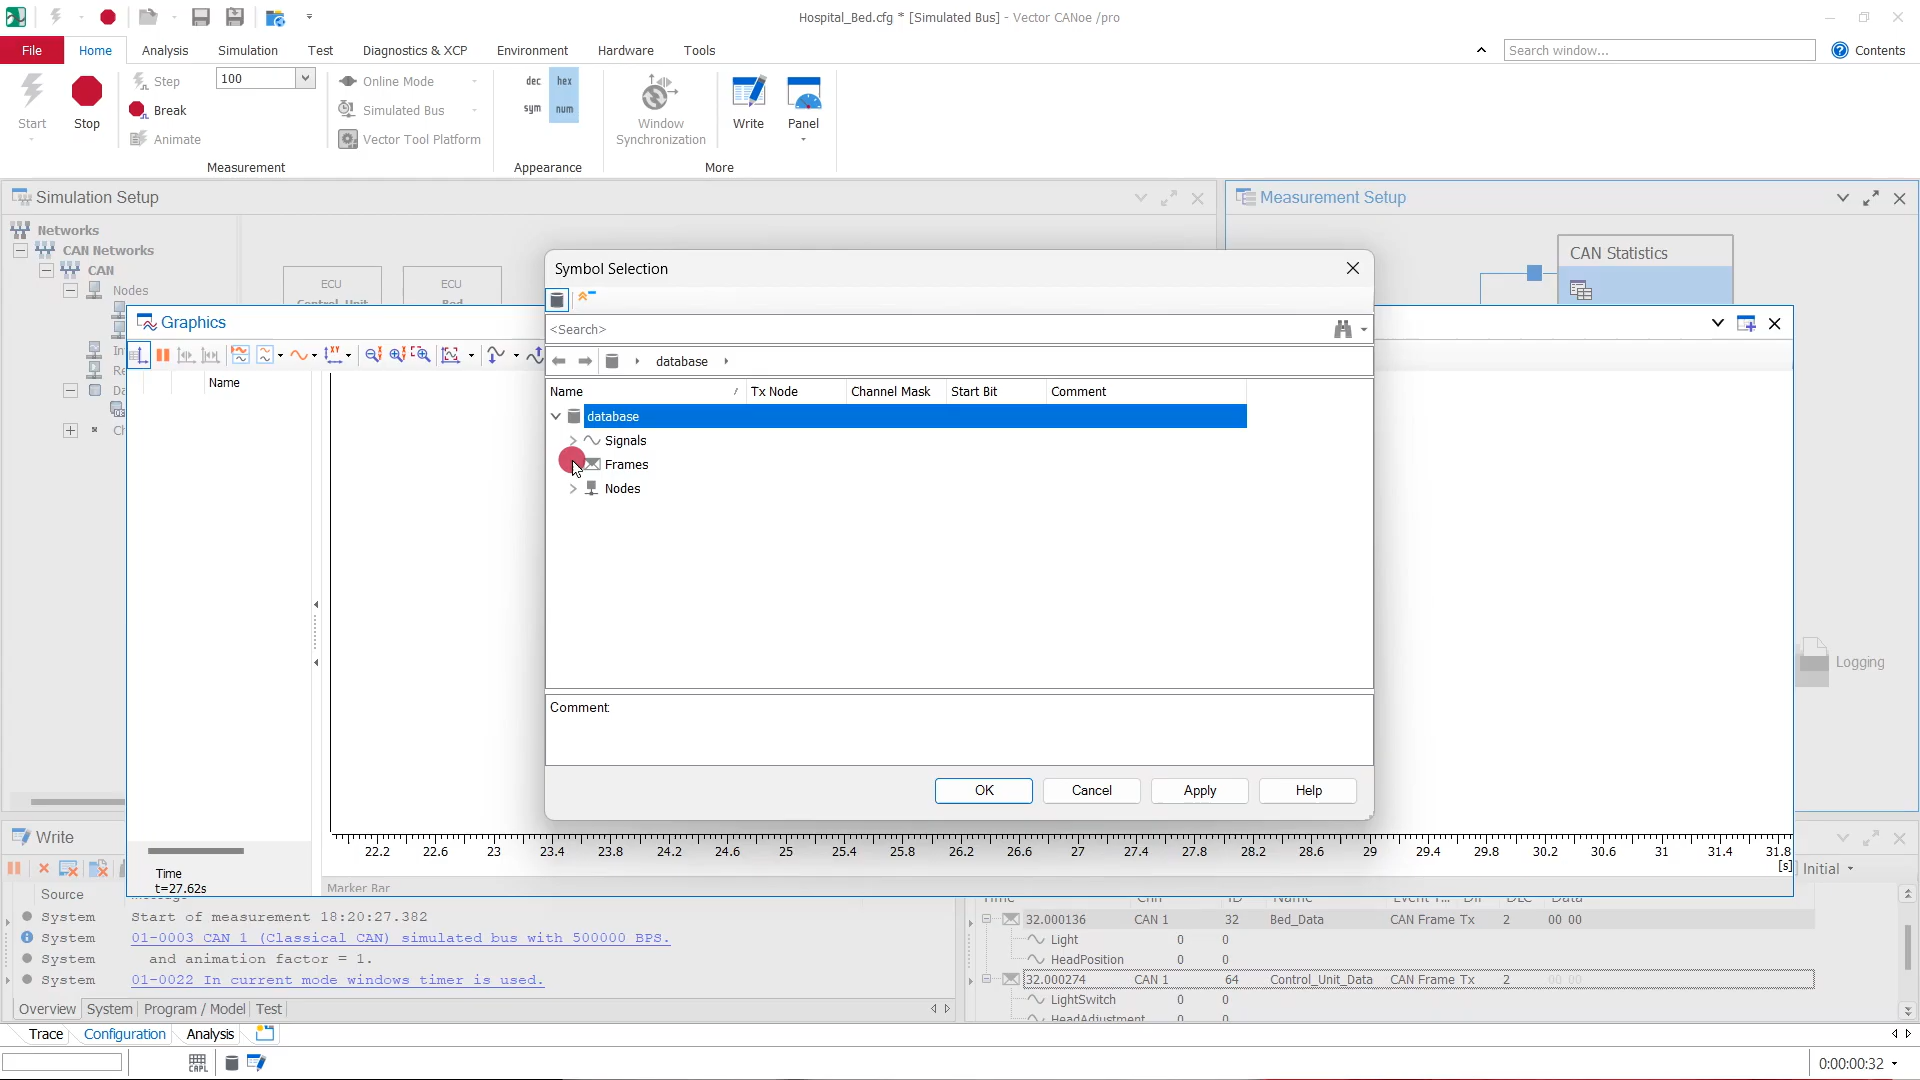 Hospital_Bed.cfg * [Simulated Bus] - Vector CANoe /pro
File Home Analysis Simulation Test Diagnostics & XCP Environment Hardware Tools Search window... Contents
Start
Stop
Step 100
Break
Animate
Measurement
Online Mode
Simulated Bus
Vector Tool Platform
dec hex
sym num
Appearance
Window Synchronization
Write
Panel
More
Simulation Setup
Networks
CAN Networks
CAN
Nodes
ECU ECU
Measurement Setup
CAN Statistics
Logging
Graphics
Name
Symbol Selection
<Search>
database
Name / Tx Node Channel Mask Start Bit Comment
database
Signals
Frames
Nodes
Comment:
OK Cancel Apply Help
22.2 22.6 23 23.4 23.8 24.2 24.6 25 25.4 25.8 26.2 26.6 27 27.4 27.8 28.2 28.6 29 29.4 29.8 30.2 30.6 31 31.4 31.8
[s]
Time
t=27.62s
Marker Bar
Write
Source
System Start of measurement 18:20:27.382
System 01-0003 CAN 1 (Classical CAN) simulated bus with 500000 BPS.
System and animation factor = 1.
System 01-0022 In current mode windows timer is used.
Overview System Program / Model Test
Initial
32.000136 CAN 1 32 Bed_Data CAN Frame Tx 2 00 00
Light 0 0
HeadPosition 0 0
32.000274 CAN 1 64 Control_Unit_Data CAN Frame Tx 2 00 00
LightSwitch 0 0
HeadAdjustment 0 0
Trace Configuration Analysis
CAPL
0:00:00:32